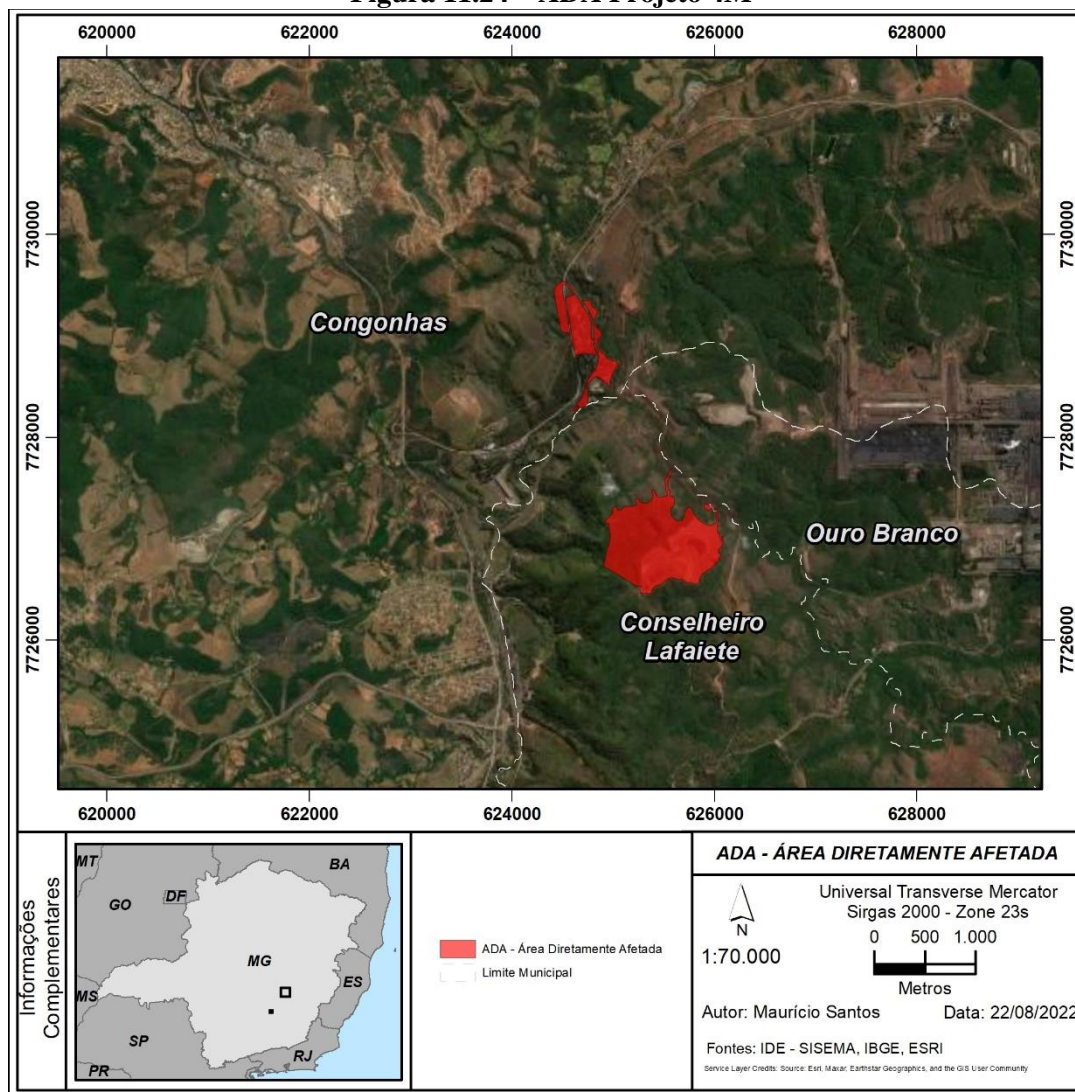 Figura 11.24 – ADA Projeto 4M
620000 622000 624000 626000 628000
7730000 7730000
Congonhas
7728000 7728000
Ouro Branco
Conselheiro
Lafaiete
7726000 7726000
620000 622000 624000 626000 628000
Informações
Complementares
MT
BA
DF
GO
MG
ES
MS
SP
RJ
PR
ADA - Área Diretamente Afetada
Limite Municipal
ADA - ÁREA DIRETAMENTE AFETADA
N
1:70.000
Universal Transverse Mercator
Sirgas 2000 - Zone 23s
0 500 1.000
Metros
Autor: Maurício Santos Data: 22/08/2022
Fontes: IDE - SISEMA, IBGE, ESRI
Service Layer Credits: Source: Esri, Maxar, Earthstar Geographics, and the GIS User Community